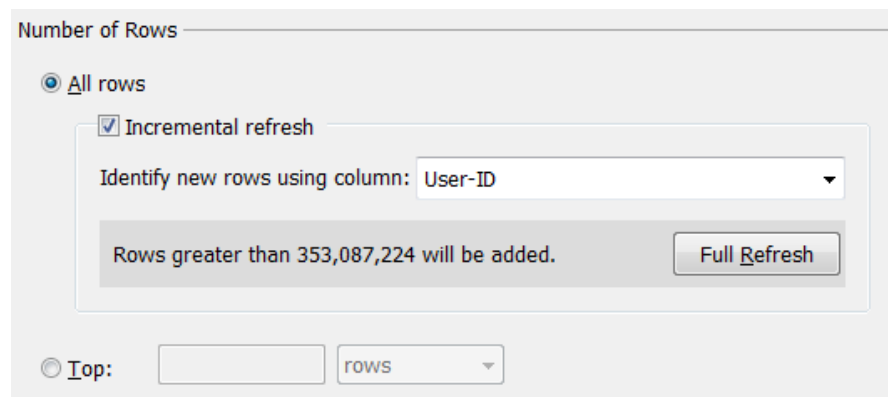 Number of Rows
All rows
Incremental refresh
Identify new rows using column: User-ID
Rows greater than 353,087,224 will be added. Full Refresh
Top: rows